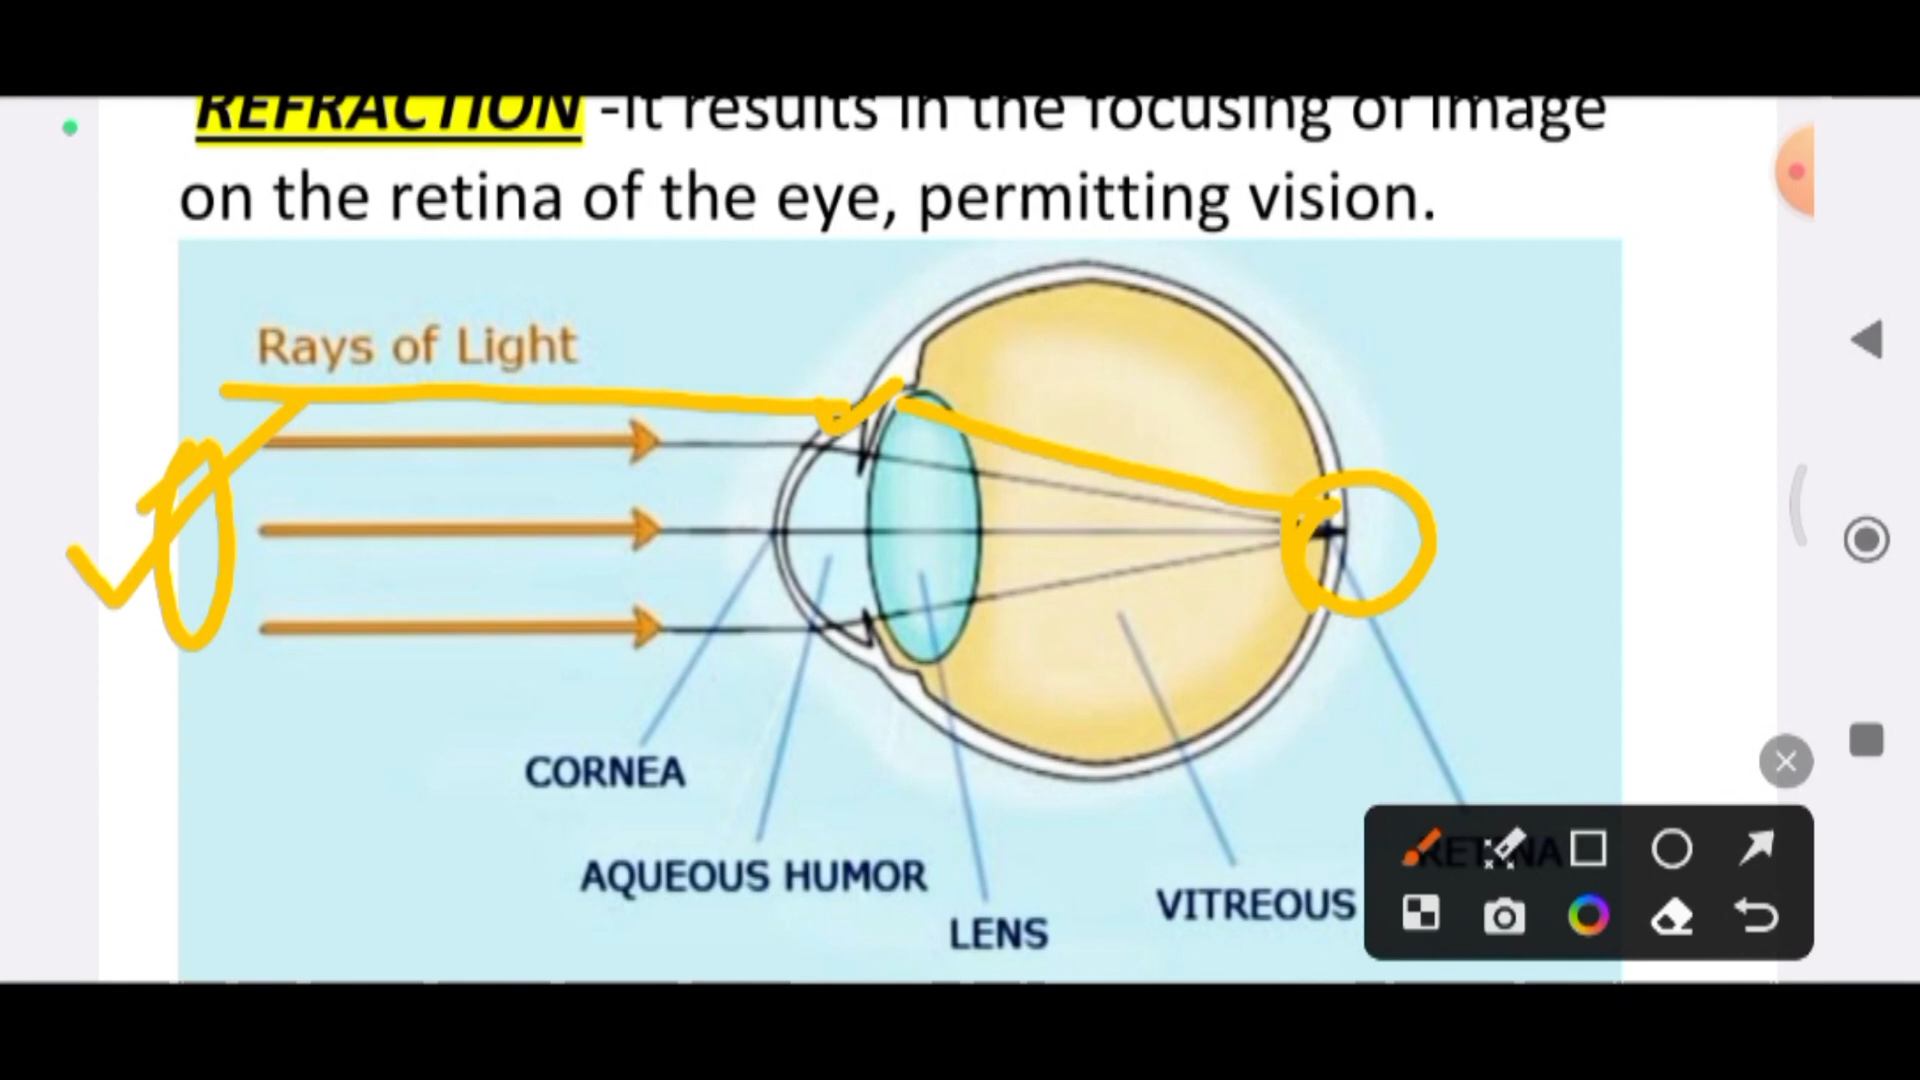 REFRACTION -It results in the focusing of image
on the retina of the eye, permitting vision.
Rays of Light
CORNEA
AQUEOUS HUMOR
LENS
VITREOUS
RETINA